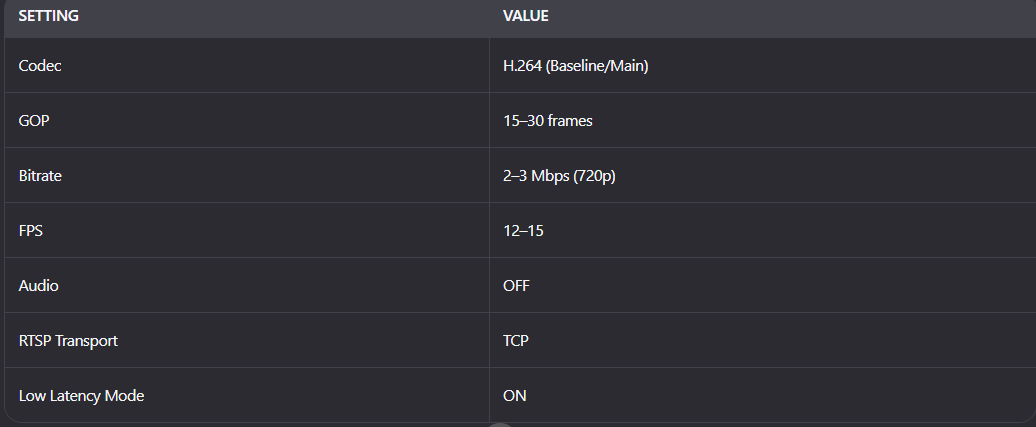 SETTING VALUE
Codec H.264 (Baseline/Main)
GOP 15–30 frames
Bitrate 2–3 Mbps (720p)
FPS 12–15
Audio OFF
RTSP Transport TCP
Low Latency Mode ON